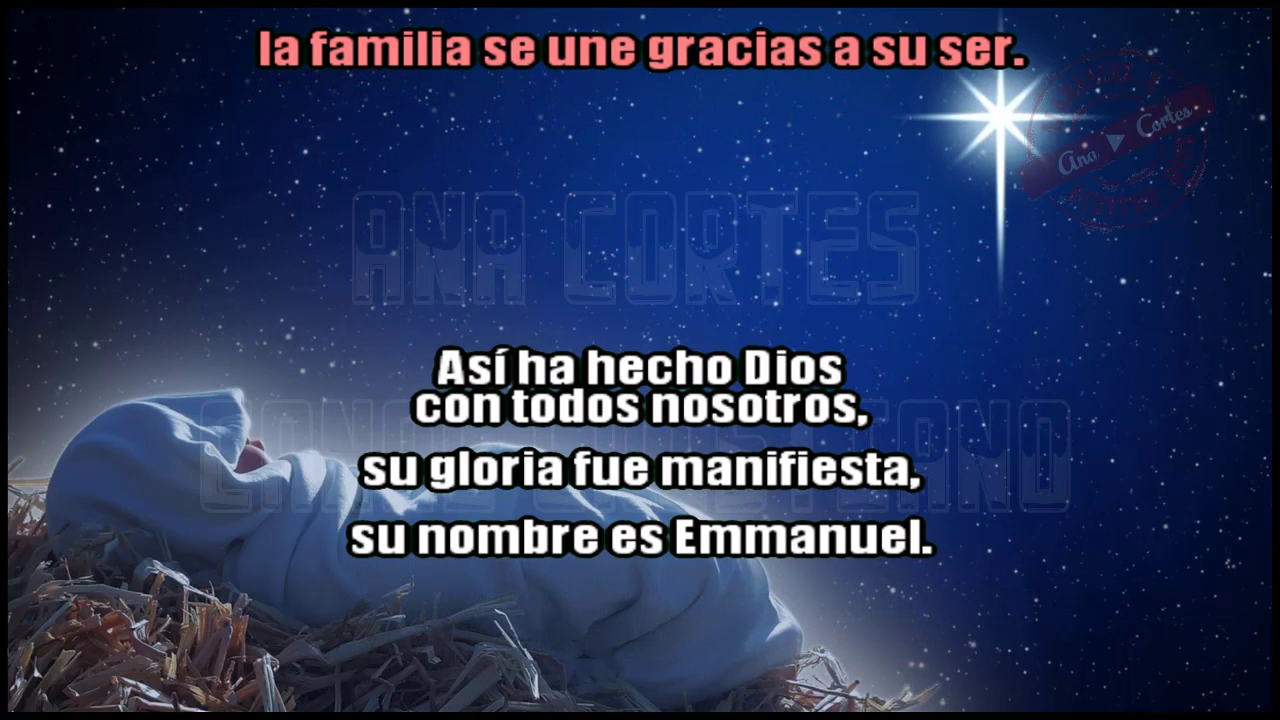 la familia se une gracias a su ser.
Ana Cortes
ANA CORTES
Así ha hecho Dios
con todos nosotros,
su gloria fue manifiesta,
su nombre es Emmanuel.